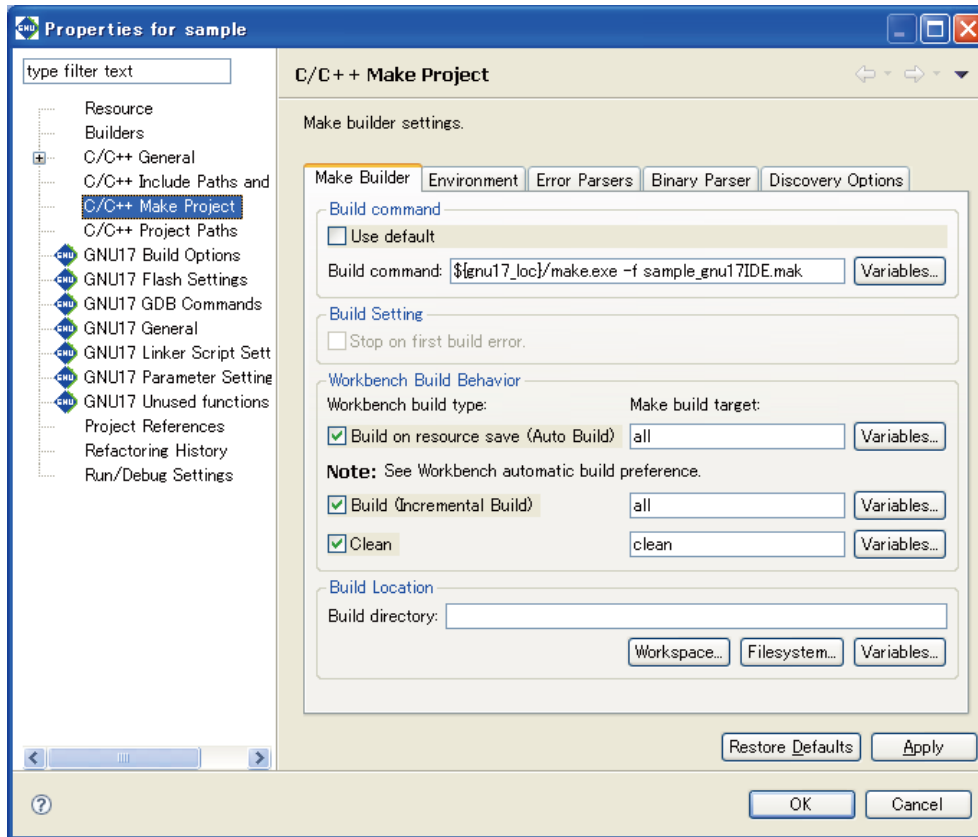 Properties for sample
type filter text
Resource
Builders
C/C++ General
C/C++ Include Paths and
C/C++ Make Project
C/C++ Project Paths
GNU17 Build Options
GNU17 Flash Settings
GNU17 GDB Commands
GNU17 General
GNU17 Linker Script Sett
GNU17 Parameter Setting
GNU17 Unused functions
Project References
Refactoring History
Run/Debug Settings
C/C++ Make Project
Make builder settings.
Make Builder Environment Error Parsers Binary Parser Discovery Options
Build command
Use default
Build command: ${gnu17_loc}/make.exe -f sample_gnu17IDE.mak Variables...
Build Setting
Stop on first build error.
Workbench Build Behavior
Workbench build type: Make build target:
Build on resource save (Auto Build) all Variables...
Note: See Workbench automatic build preference.
Build (Incremental Build) all Variables...
Clean clean Variables...
Build Location
Build directory:
Workspace... Filesystem... Variables...
Restore Defaults Apply
OK Cancel